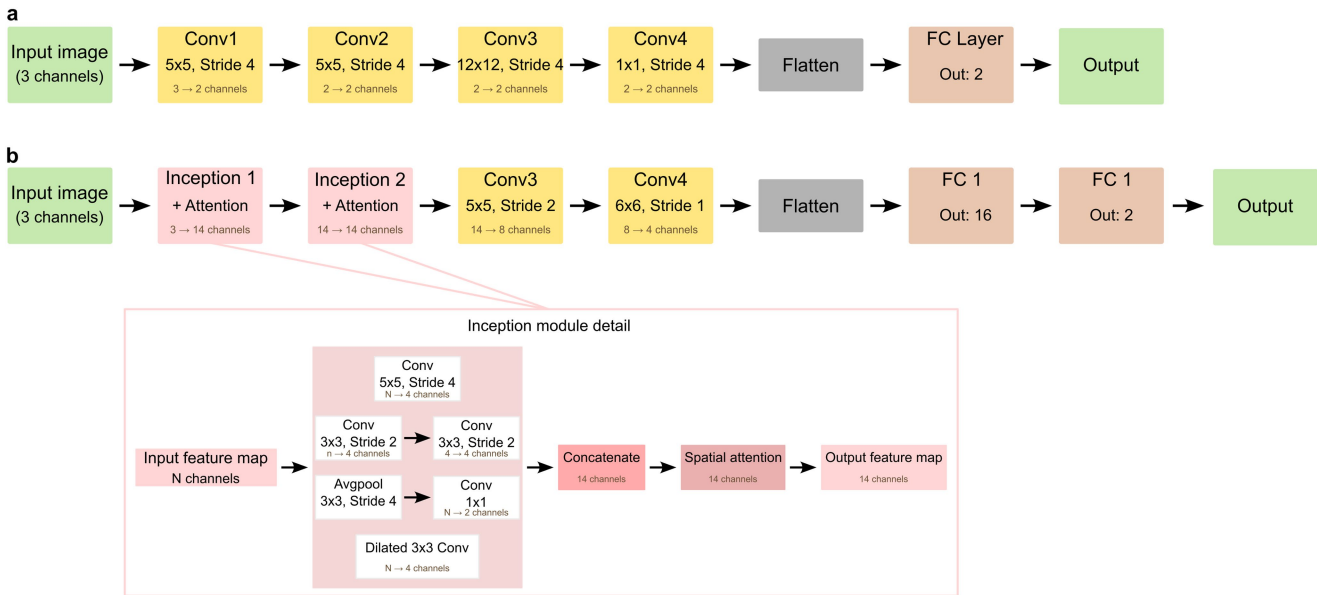 a
Input image
(3 channels)
Conv1
5x5, Stride 4
3 → 2 channels
Conv2
5x5, Stride 4
2 → 2 channels
Conv3
12x12, Stride 4
2 → 2 channels
Conv4
1x1, Stride 4
2 → 2 channels
Flatten
FC Layer
Out: 2
Output
b
Input image
(3 channels)
Inception 1
+ Attention
3 → 14 channels
Inception 2
+ Attention
14 → 14 channels
Conv3
5x5, Stride 2
14 → 8 channels
Conv4
6x6, Stride 1
8 → 4 channels
Flatten
FC 1
Out: 16
FC 1
Out: 2
Output
Inception module detail
Input feature map
N channels
Conv
5x5, Stride 4
N → 4 channels
Conv
3x3, Stride 2
n → 4 channels
Conv
3x3, Stride 2
4 → 4 channels
Avgpool
3x3, Stride 4
Conv
1x1
N → 2 channels
Dilated 3x3 Conv
N → 4 channels
Concatenate
14 channels
Spatial attention
14 channels
Output feature map
14 channels